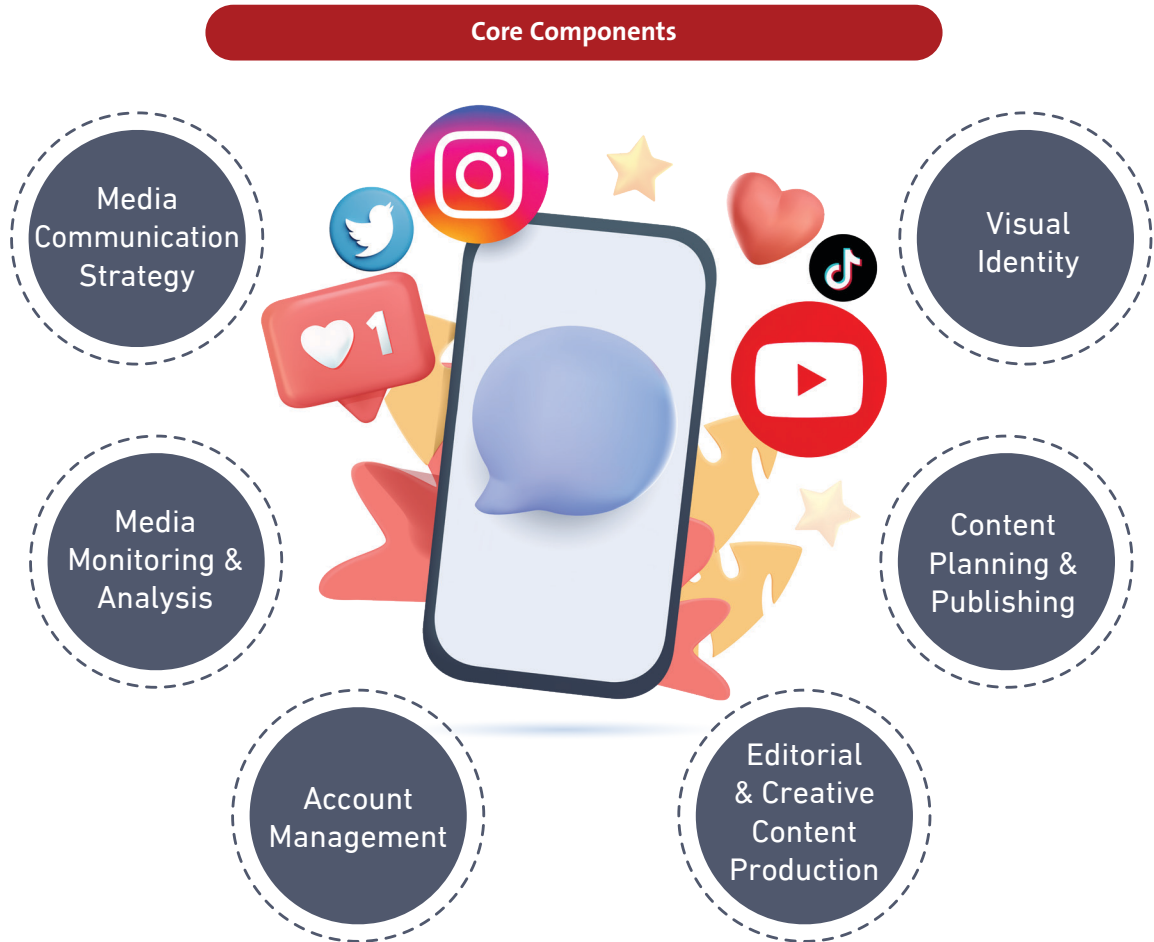 Core Components
Media
Communication
Strategy
Visual
Identity
1
Media
Monitoring &
Analysis
Content
Planning &
Publishing
Account
Management
Editorial
& Creative
Content
Production